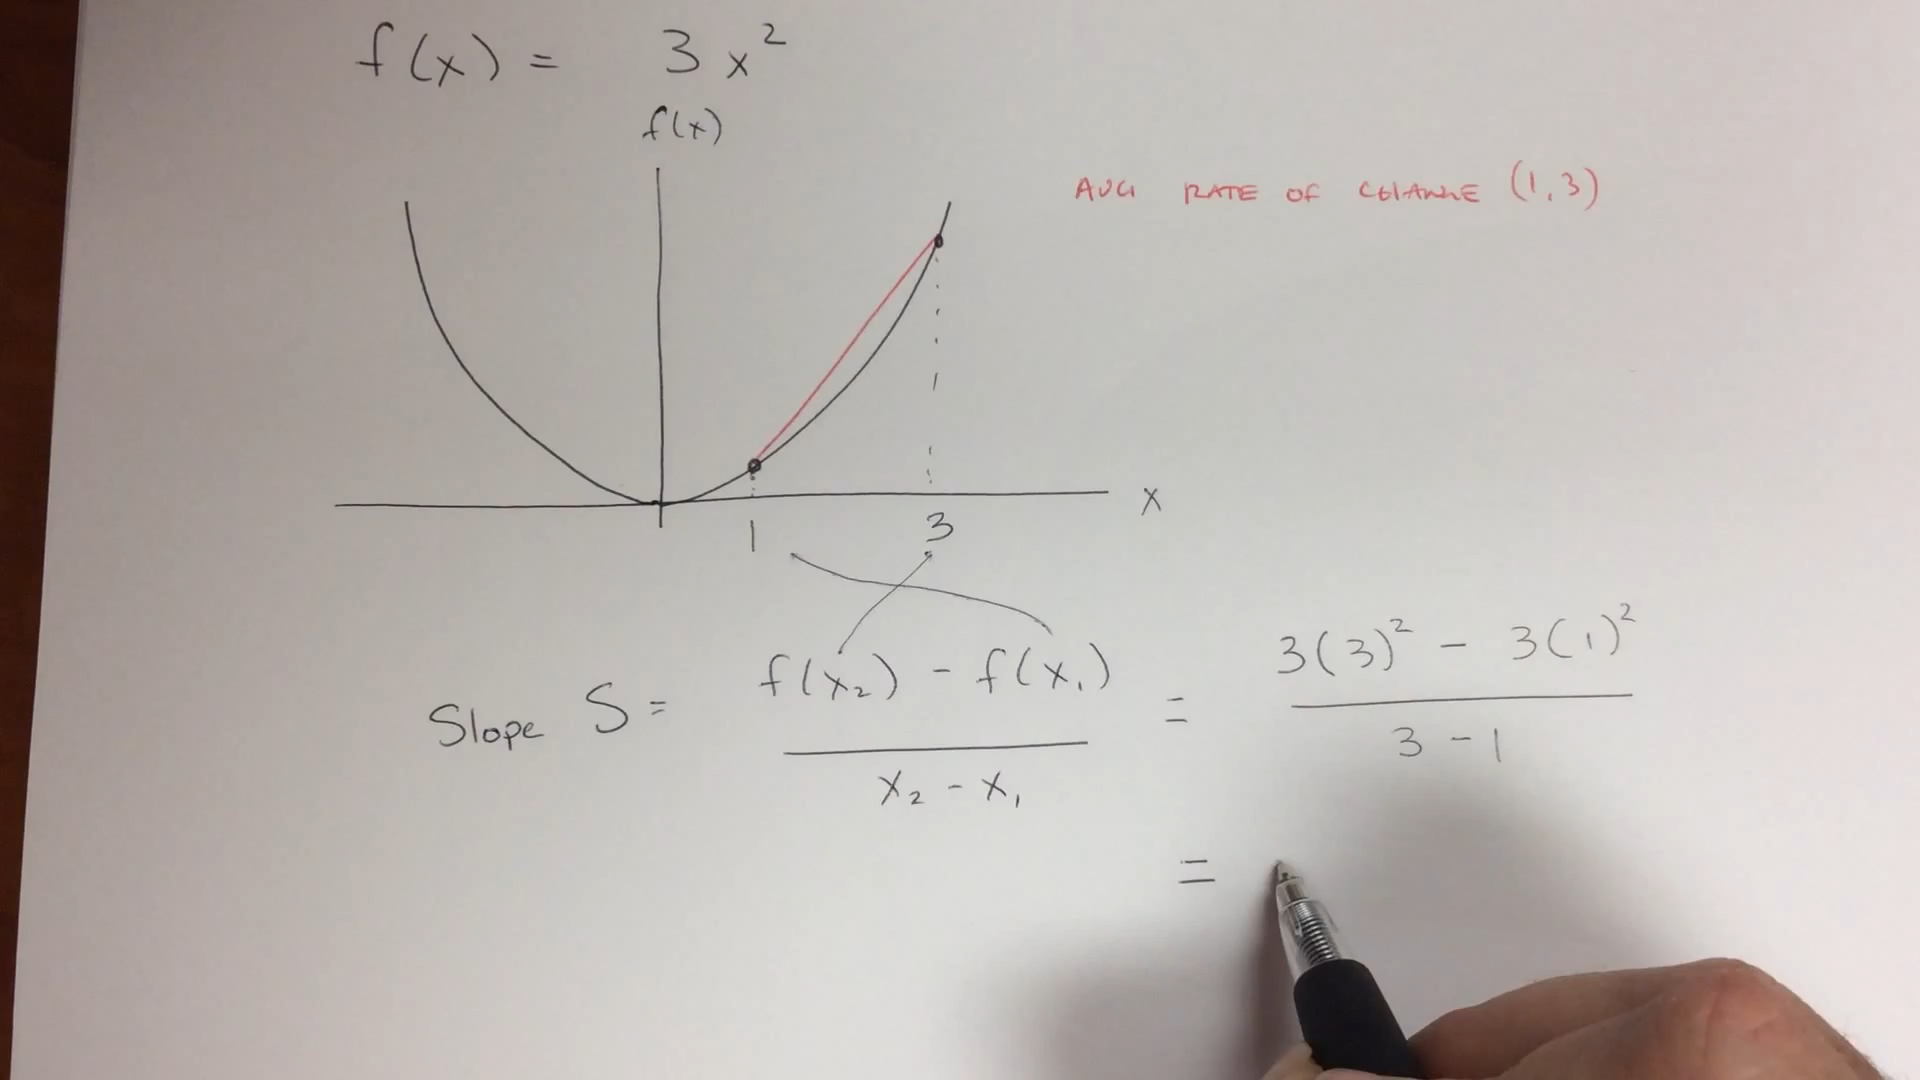 f(x) = 3x²
f(x)
AVG RATE OF CHANGE (1,3)
x
1 3
Slope S = f(x₂) - f(x₁) / x₂ - x₁ = 3(3)² - 3(1)² / 3 - 1
=